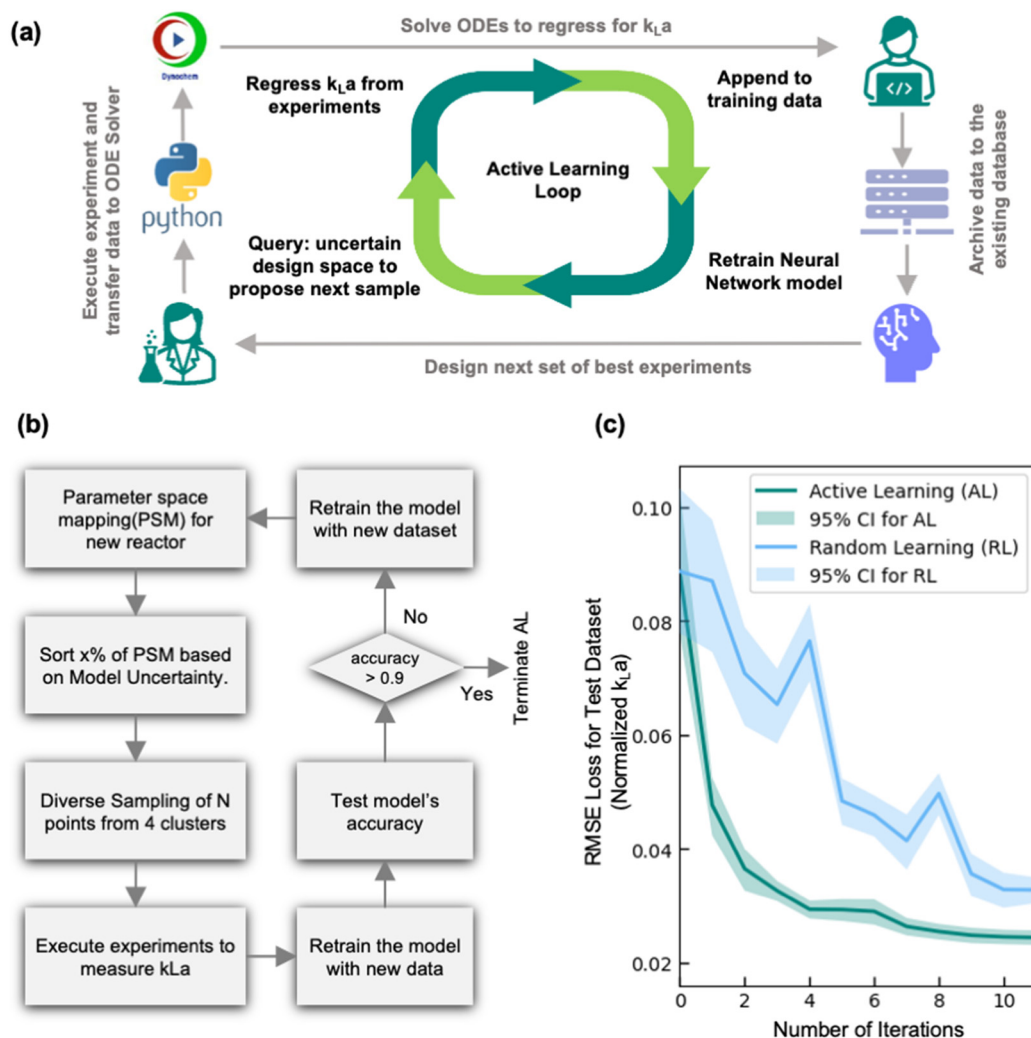 (a)
Solve ODEs to regress for kLa
Dynochem
Regress kLa from
experiments
Append to
training data
</>
Execute experiment and
transfer data to ODE Solver
python
Active Learning
Loop
Archive data to the
existing database
Query: uncertain
design space to
propose next sample
Retrain Neural
Network model
Design next set of best experiments
(b)
Parameter space
mapping(PSM) for
new reactor
Retrain the model
with new dataset
No
Sort x% of PSM based
on Model Uncertainty.
accuracy
> 0.9
Yes
Terminate AL
Diverse Sampling of N
points from 4 clusters
Test model's
accuracy
Execute experiments to
measure kLa
Retrain the model
with new data
(c)
Active Learning (AL)
95% CI for AL
Random Learning (RL)
95% CI for RL
RMSE Loss for Test Dataset
(Normalized kLa)
0.10
0.08
0.06
0.04
0.02
0 2 4 6 8 10
Number of Iterations